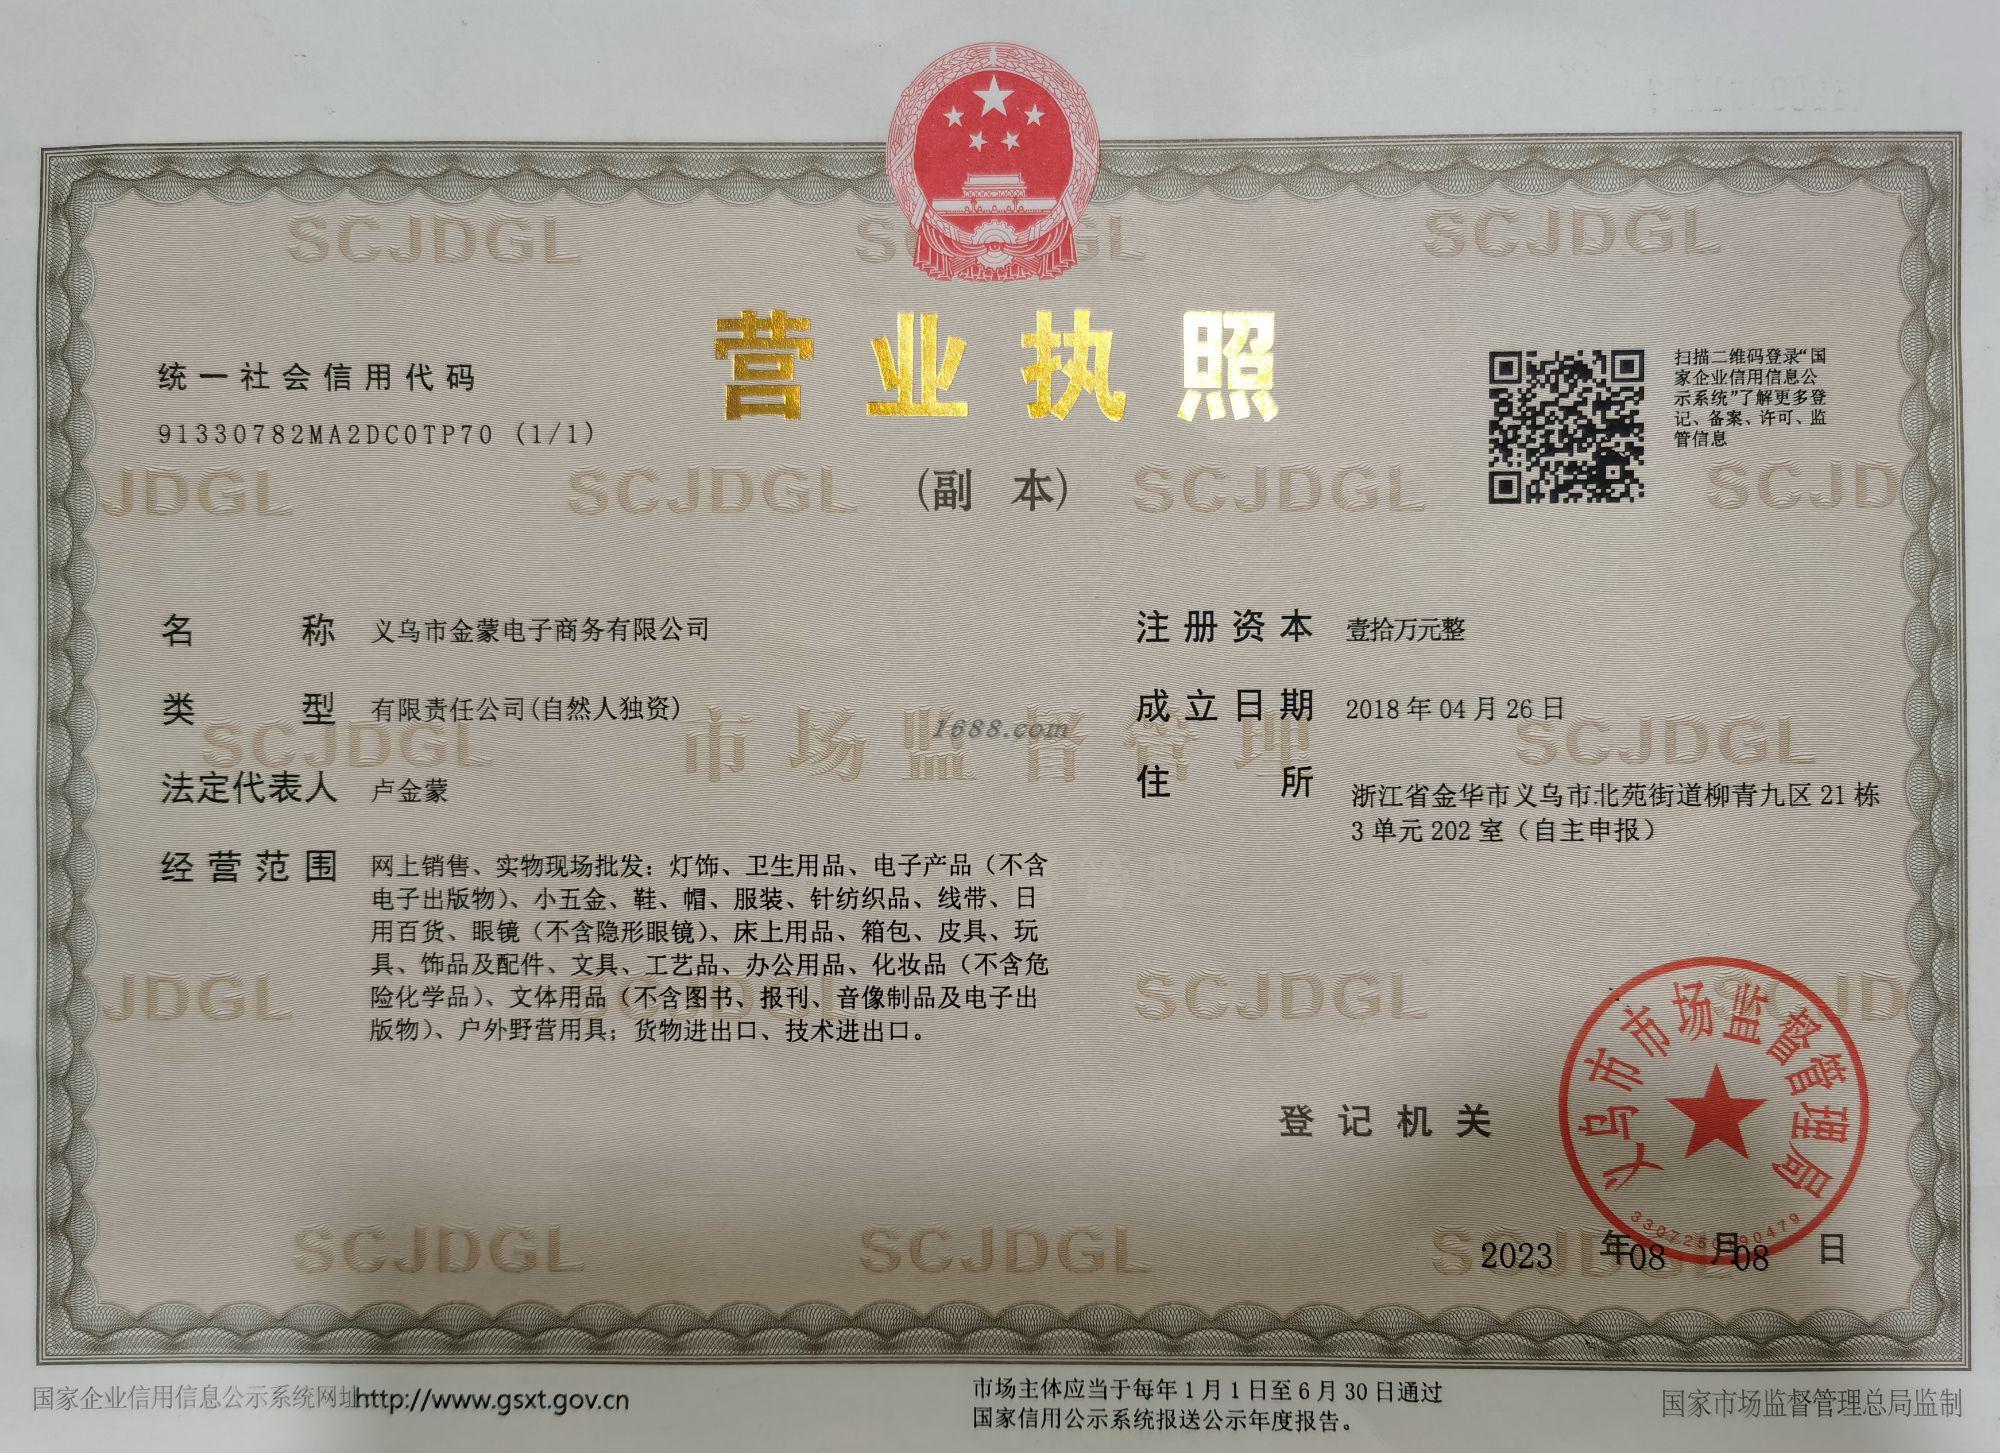 营业执照
(副 本)
统一社会信用代码
91330782MA2DC0TP70 (1/1)
扫描二维码登录“国
家企业信用信息公
示系统”了解更多登
记、备案、许可、监
管信息
名 称 义乌市金蒙电子商务有限公司
类 型 有限责任公司(自然人独资)
法定代表人 卢金蒙
经营范围 网上销售、实物现场批发：灯饰、卫生用品、电子产品（不含
电子出版物）、小五金、鞋、帽、服装、针纺织品、线带、日
用百货、眼镜（不含隐形眼镜）、床上用品、箱包、皮具、玩
具、饰品及配件、文具、工艺品、办公用品、化妆品（不含危
险化学品）、文体用品（不含图书、报刊、音像制品及电子出
版物）、户外野营用具；货物进出口、技术进出口。
注册资本 壹拾万元整
成立日期 2018年04月26日
住 所 浙江省金华市义乌市北苑街道柳青九区21栋
3单元202室（自主申报）
登记机关
义乌市市场监督管理局
2023 年08 月08 日
SCJDGL
市场监督管理
1688.com
国家企业信用信息公示系统网址http://www.gsxt.gov.cn
市场主体应当于每年1月1日至6月30日通过
国家信用公示系统报送公示年度报告。
国家市场监督管理总局监制